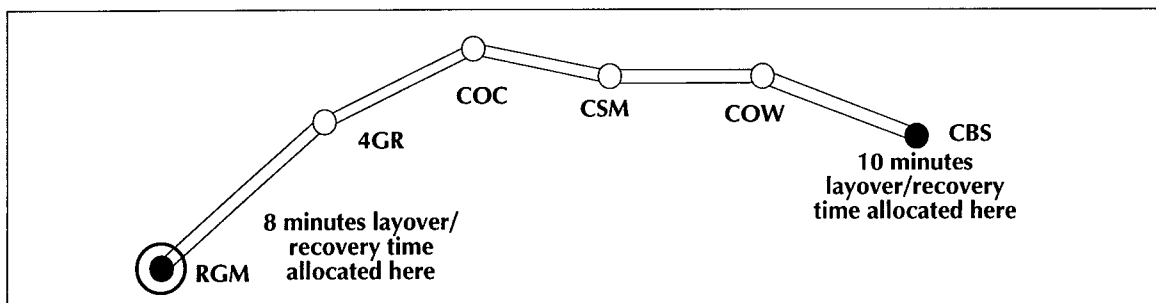 COC
CSM
COW
4GR
CBS
10 minutes
layover/recovery
time allocated here
8 minutes layover/
recovery time
allocated here
RGM